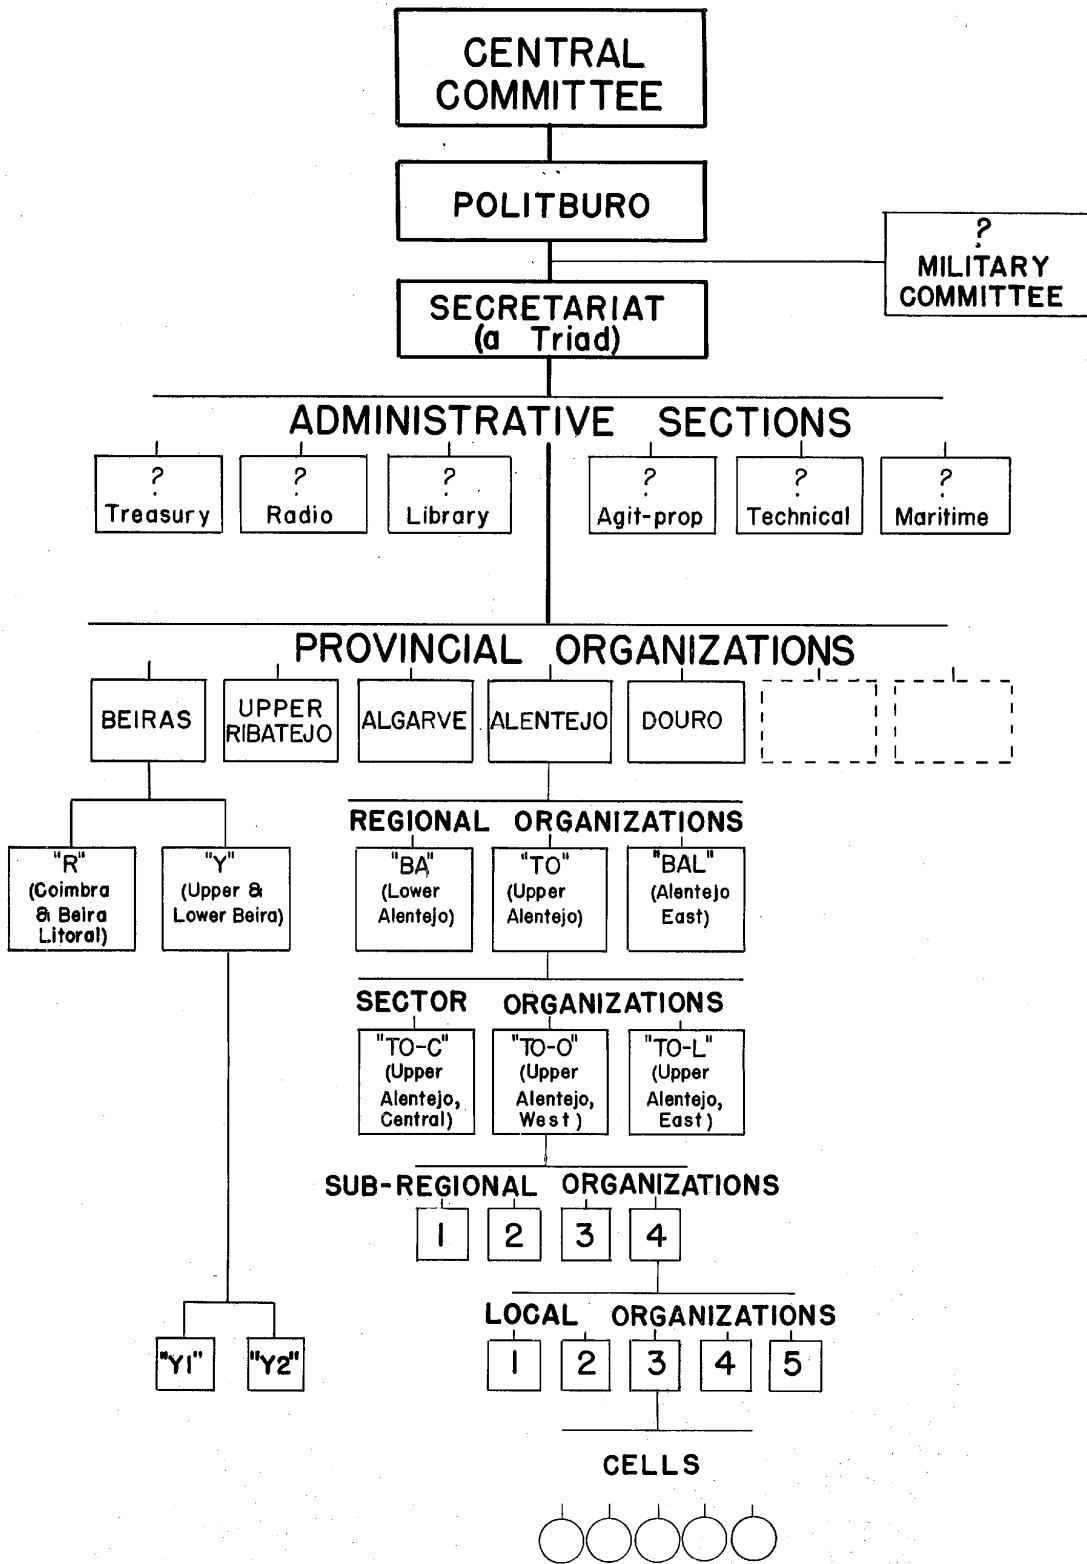 CENTRAL
COMMITTEE
POLITBURO
?
MILITARY
COMMITTEE
SECRETARIAT
(a Triad)
ADMINISTRATIVE SECTIONS
?
Treasury
?
Radio
?
Library
?
Agit-prop
?
Technical
?
Maritime
PROVINCIAL ORGANIZATIONS
BEIRAS
UPPER
RIBATEJO
ALGARVE
ALENTEJO
DOURO
REGIONAL ORGANIZATIONS
"R"
(Coimbra
& Beira
Litoral)
"Y"
(Upper &
Lower Beira)
"BA"
(Lower
Alentejo)
"TO"
(Upper
Alentejo)
"BAL"
(Alentejo
East)
SECTOR ORGANIZATIONS
"TO-C"
(Upper
Alentejo,
Central)
"TO-O"
(Upper
Alentejo,
West)
"TO-L"
(Upper
Alentejo,
East)
SUB-REGIONAL ORGANIZATIONS
1
2
3
4
LOCAL ORGANIZATIONS
"Y1"
"Y2"
1
2
3
4
5
CELLS